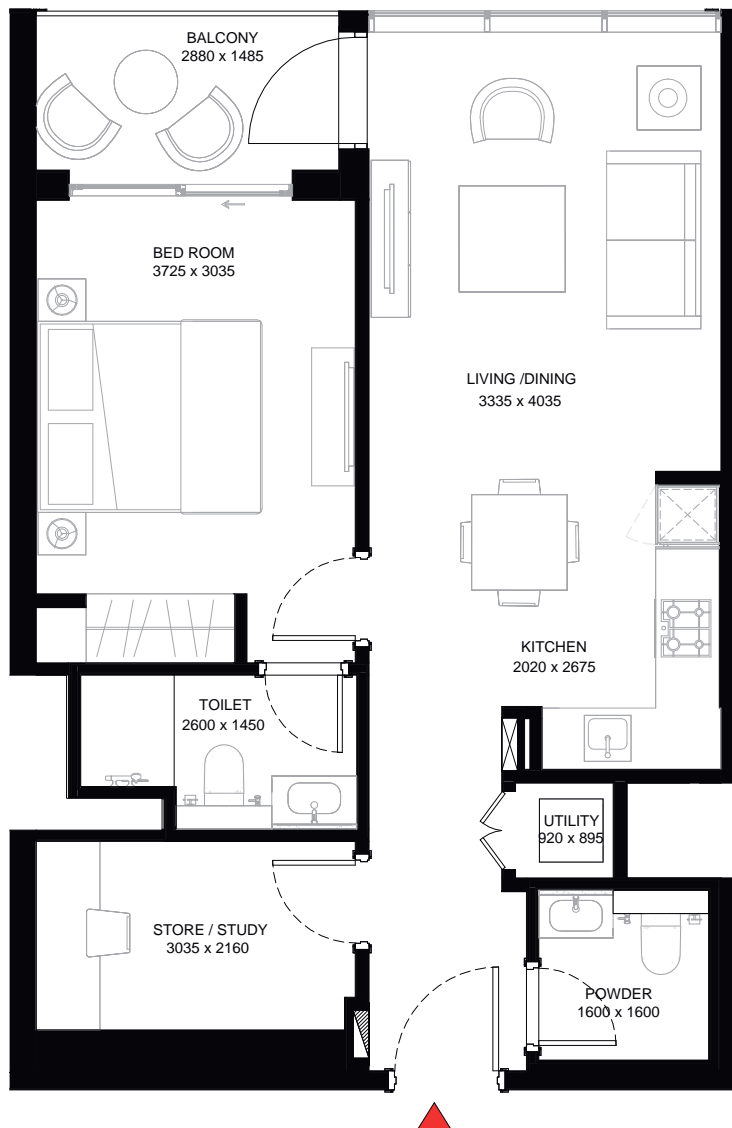 BALCONY
2880 x 1485
BED ROOM
3725 x 3035
LIVING /DINING
3335 x 4035
KITCHEN
2020 x 2675
TOILET
2600 x 1450
UTILITY
920 x 895
STORE / STUDY
3035 x 2160
POWDER
1600 x 1600